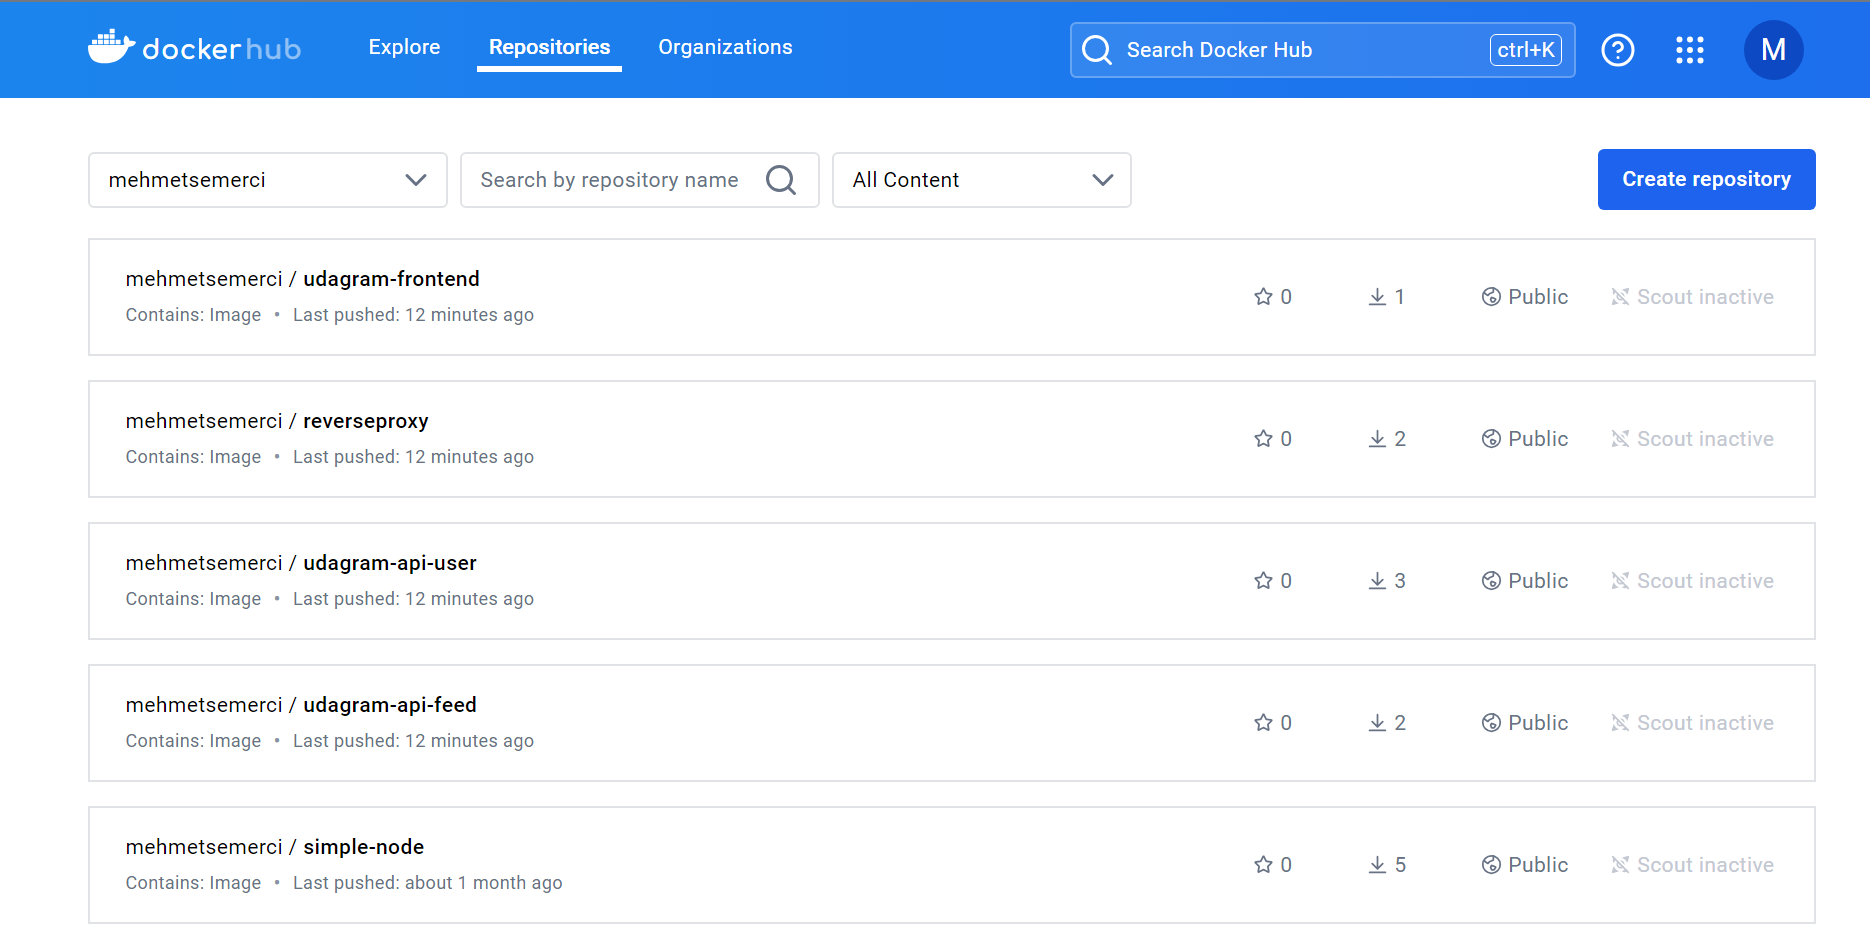 dockerhub Explore Repositories Organizations Search Docker Hub ctrl+K M
mehmetsemerci Search by repository name All Content Create repository
mehmetsemerci / udagram-frontend
Contains: Image • Last pushed: 12 minutes ago
0 1 Public Scout inactive
mehmetsemerci / reverseproxy
Contains: Image • Last pushed: 12 minutes ago
0 2 Public Scout inactive
mehmetsemerci / udagram-api-user
Contains: Image • Last pushed: 12 minutes ago
0 3 Public Scout inactive
mehmetsemerci / udagram-api-feed
Contains: Image • Last pushed: 12 minutes ago
0 2 Public Scout inactive
mehmetsemerci / simple-node
Contains: Image • Last pushed: about 1 month ago
0 5 Public Scout inactive